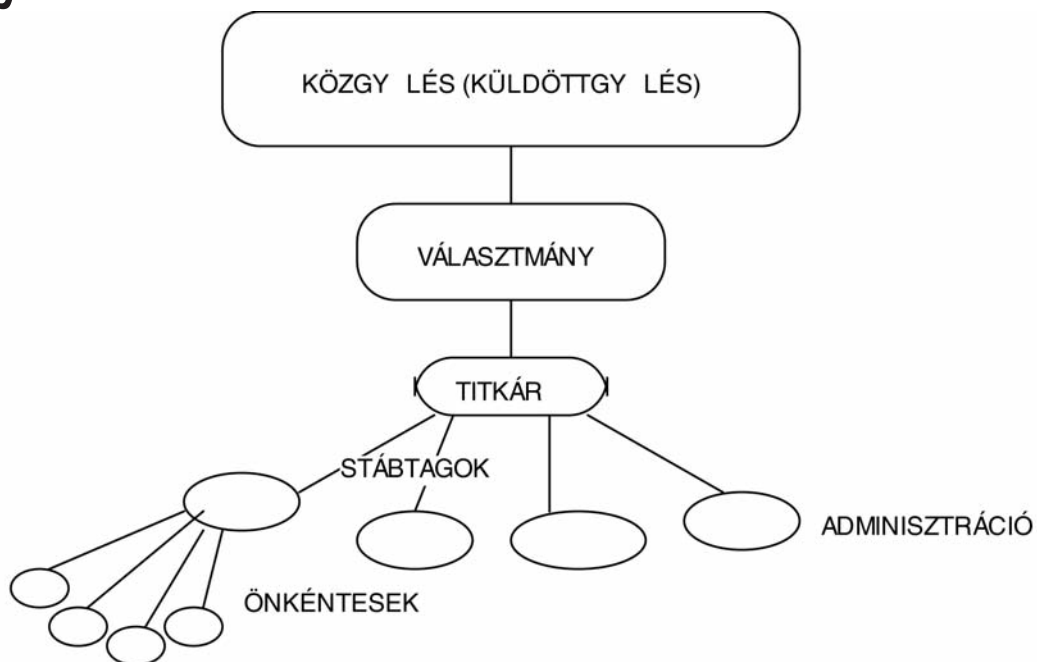 KÖZGY LÉS (KÜLDÖTTGY LÉS)
VÁLASZTMÁNY
TITKÁR
STÁBTAGOK
ADMINISZTRÁCIÓ
ÖNKÉNTESEK